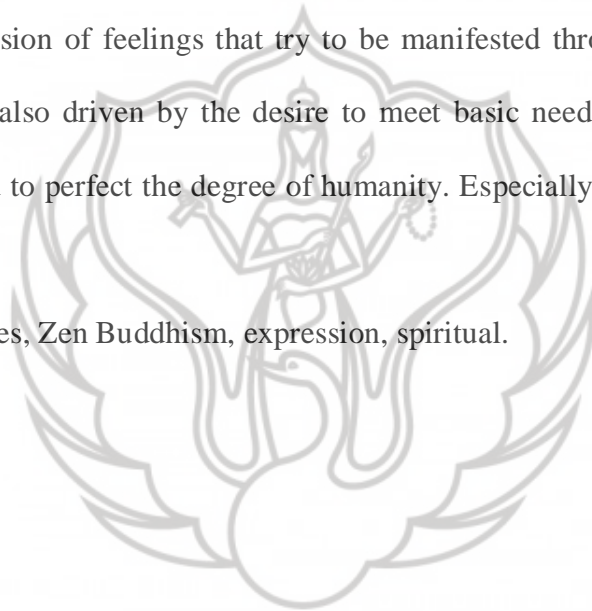 sion of feelings that try to be manifested thr
also driven by the desire to meet basic need
to perfect the degree of humanity. Especially
es, Zen Buddhism, expression, spiritual.